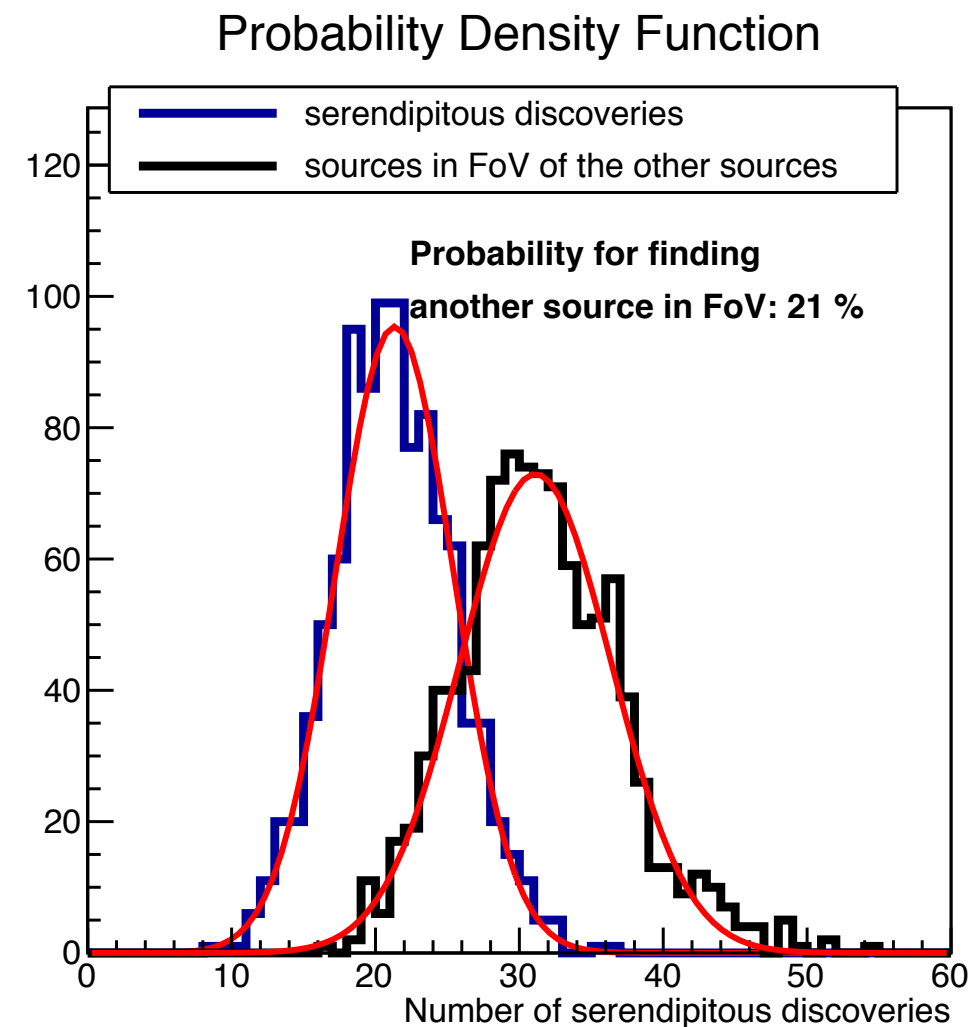 Probability Density Function
serendipitous discoveries
sources in FoV of the other sources
Probability for finding
another source in FoV: 21 %
120
100
80
60
40
20
0
0 10 20 30 40 50 60
Number of serendipitous discoveries